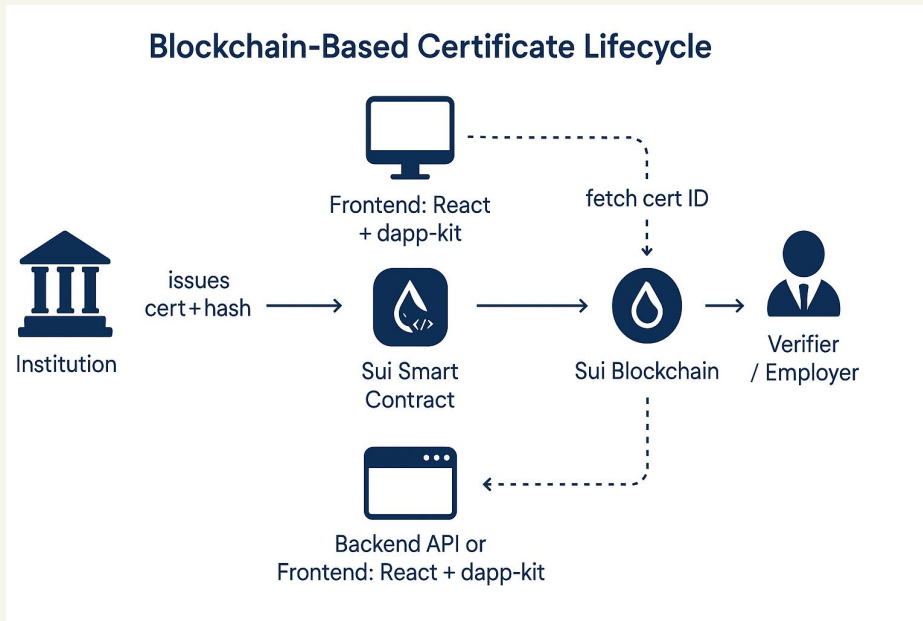 Blockchain-Based Certificate Lifecycle
Frontend: React
+ dapp-kit
fetch cert ID
issues
cert+hash
Institution
</>
Sui Smart
Contract
Sui Blockchain
Verifier
/ Employer
Backend API or
Frontend: React + dapp-kit